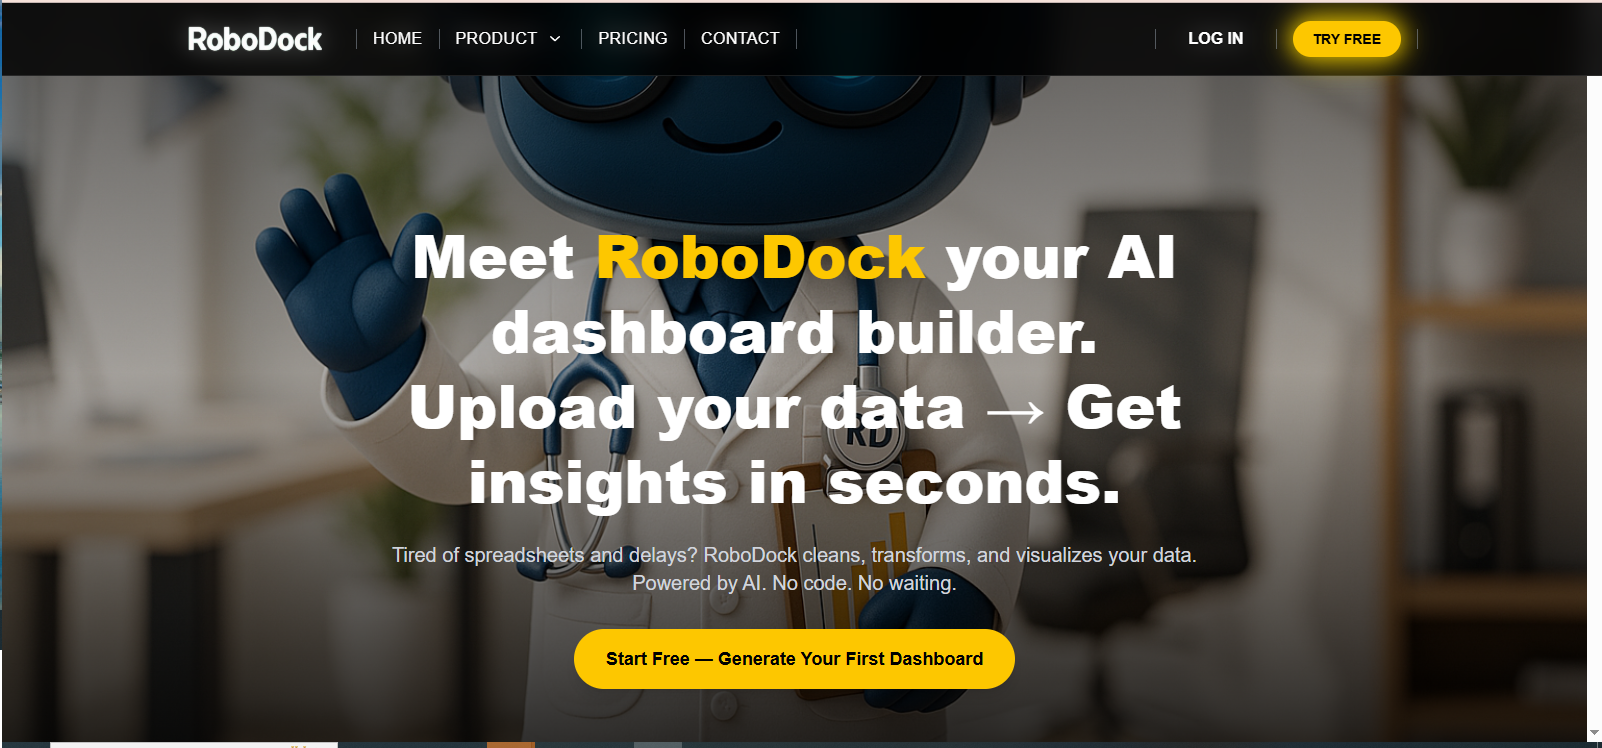 RoboDock
HOME
PRODUCT
PRICING
CONTACT
LOG IN
TRY FREE
Meet RoboDock your AI
dashboard builder.
Upload your data → Get
insights in seconds.
RD
Tired of spreadsheets and delays? RoboDock cleans, transforms, and visualizes your data.
Powered by AI. No code. No waiting.
Start Free — Generate Your First Dashboard